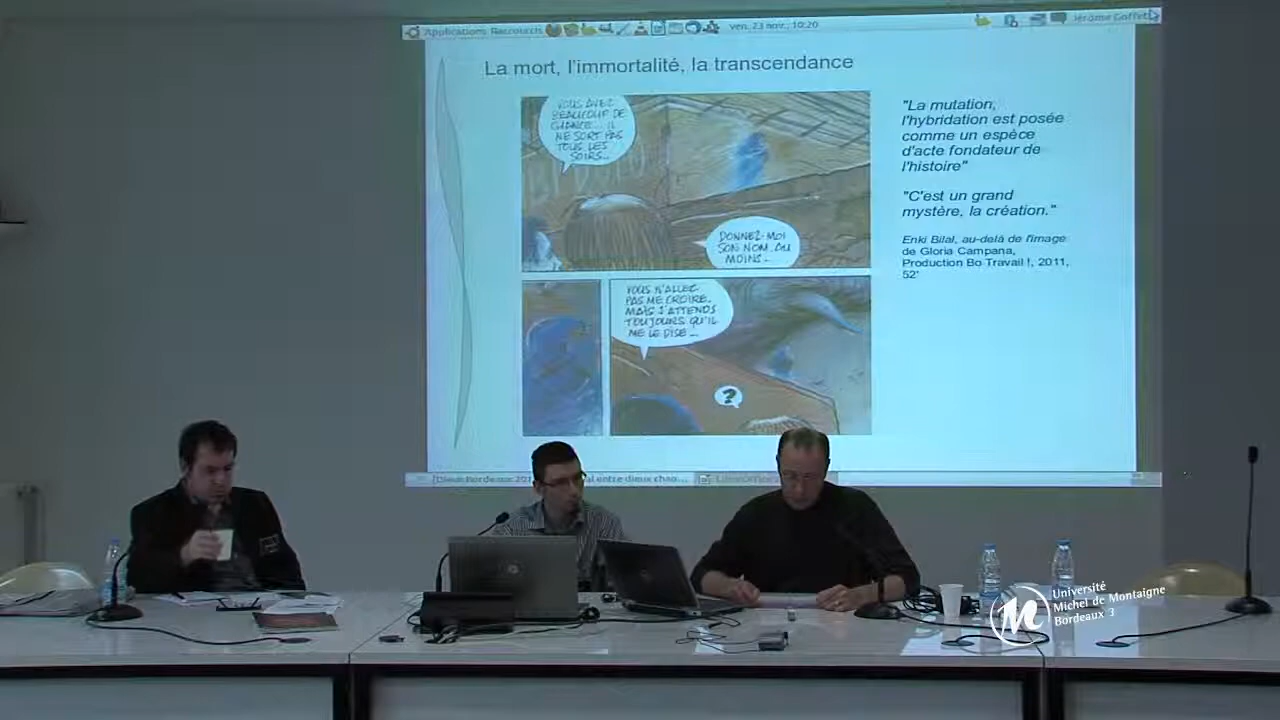 Applications Raccourcis
ven. 23 nov., 10:20
Jérôme Goffette
La mort, l'immortalité, la transcendance
VOUS AVEZ
BEAUCOUP DE
CHANCE... IL
NE SORT PAS
TOUS LES
SOIRS...
DONNEZ-MOI
SON NOM, AU
MOINS...
VOUS N'ALLEZ
PAS ME CROIRE,
MAIS J'ATTENDS
TOUJOURS QU'IL
ME LE DISE...
?
"La mutation,
l'hybridation est posée
comme un espèce
d'acte fondateur de
l'histoire"
"C'est un grand
mystère, la création."
Enki Bilal, au-delà de l'image
de Gloria Campana,
Production Bo Travail !, 2011,
52'
entre dieux
M
Université
Michel de Montaigne
Bordeaux 3